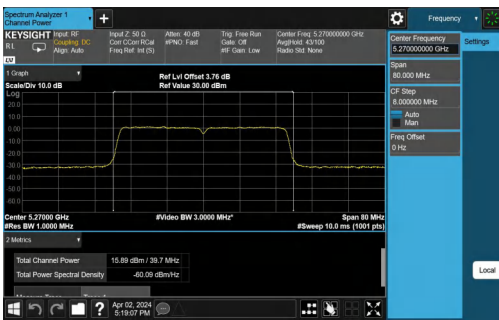 Spectrum Analyzer 1
Channel Power
+
Frequency
KEYSIGHT
Input: RF
Coupling: DC
Align: Auto
Input Z: 50 Ω
Corr CCorr RCal
Freq Ref: Int (S)
Atten: 40 dB
#PNO: Fast
Trig: Free Run
Gate: Off
#IF Gain: Low
Center Freq: 5.270000000 GHz
Avg|Hold: 43/100
Radio Std: None
R L
Center Frequency
5.270000000 GHz
Settings
Span
80.000 MHz
CF Step
8.000000 MHz
Auto
Man
Freq Offset
0 Hz
1 Graph
Scale/Div 10.0 dB
Ref Lvl Offset 3.76 dB
Ref Value 30.00 dBm
Log
20.0
10.0
0.00
-10.0
-20.0
-30.0
-40.0
-50.0
-60.0
Center 5.27000 GHz
#Video BW 3.0000 MHz*
Span 80 MHz
#Res BW 1.0000 MHz
#Sweep 10.0 ms (1001 pts)
2 Metrics
Total Channel Power 15.89 dBm / 39.7 MHz
Total Power Spectral Density -60.09 dBm/Hz
Local
?
Apr 02, 2024
5:19:07 PM